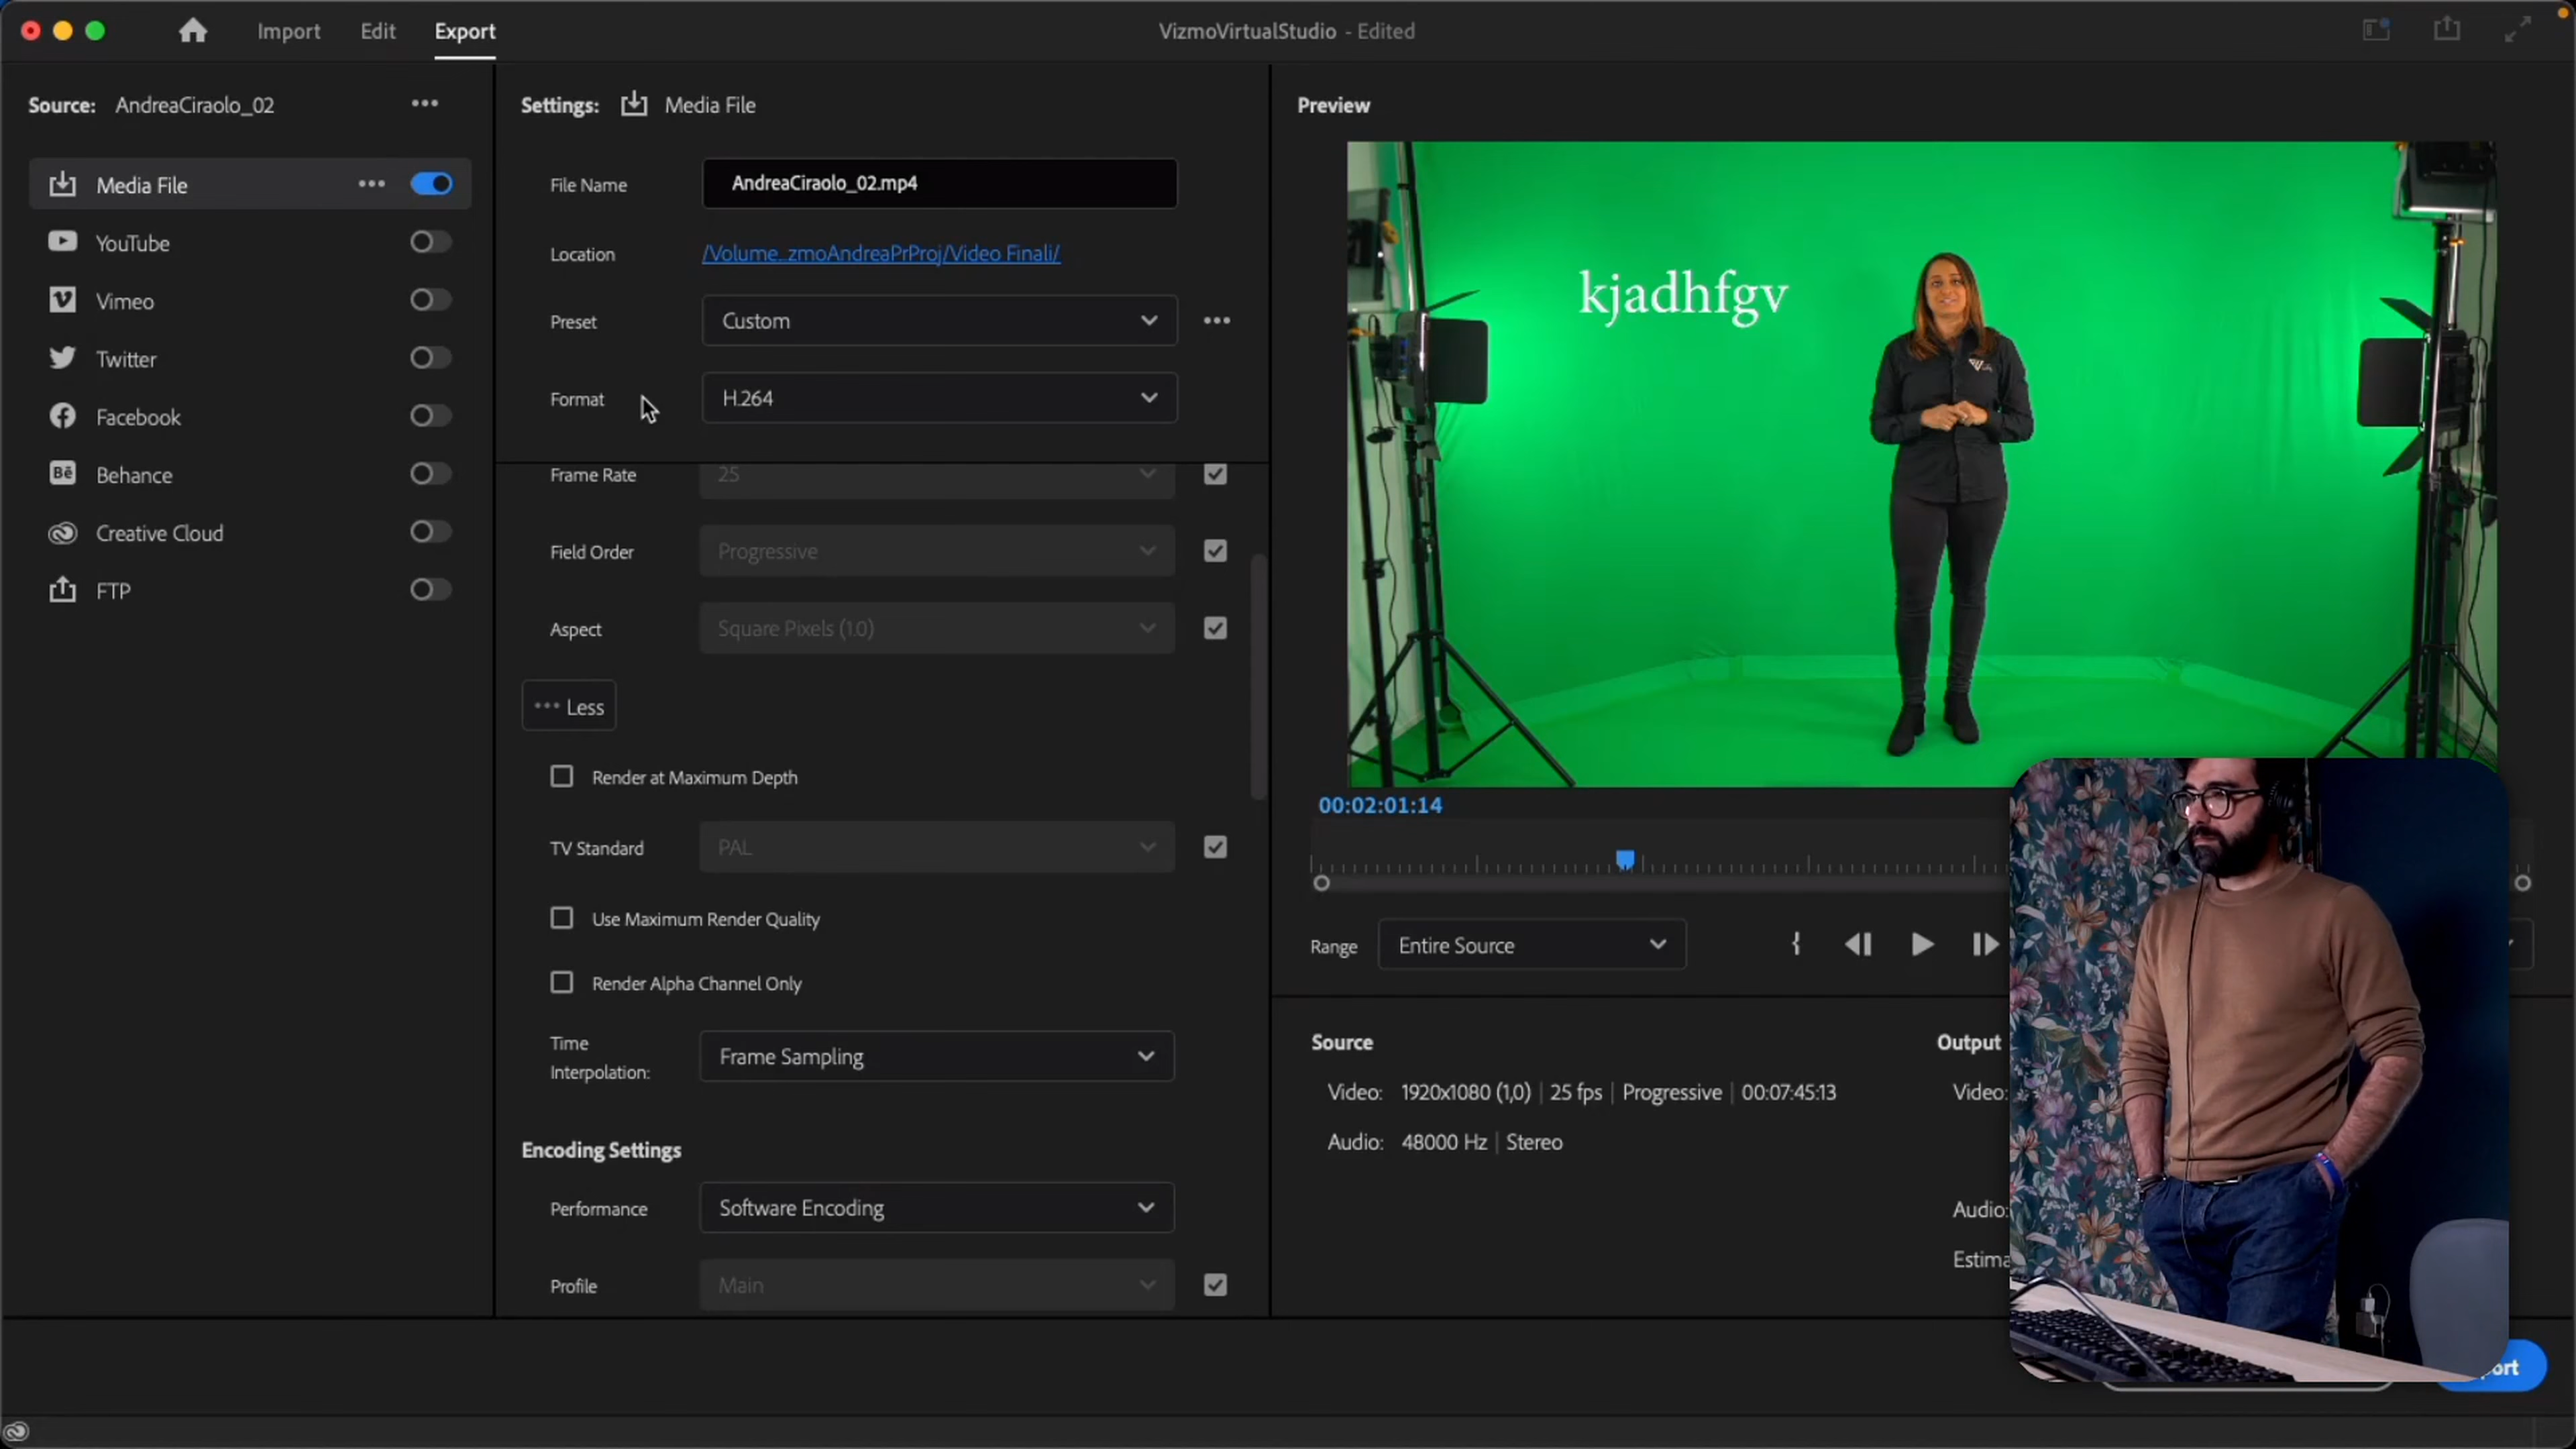 Import Edit Export
VizmoVirtualStudio - Edited
Source: AndreaCiraolo_02
Media File
YouTube
Vimeo
Twitter
Facebook
Behance
Creative Cloud
FTP
Settings: Media File
File Name AndreaCiraolo_02.mp4
Location /Volume...zmoAndreaPrProj/Video Finali/
Preset Custom
Format H.264
Frame Rate 25
Field Order Progressive
Aspect Square Pixels (1.0)
Less
Render at Maximum Depth
TV Standard PAL
Use Maximum Render Quality
Render Alpha Channel Only
Time Interpolation: Frame Sampling
Encoding Settings
Performance Software Encoding
Profile Main
Preview
kjadhfgv
00:02:01:14
Range Entire Source
Source
Video: 1920x1080 (1,0) | 25 fps | Progressive | 00:07:45:13
Audio: 48000 Hz | Stereo
Output
Video:
Audio: